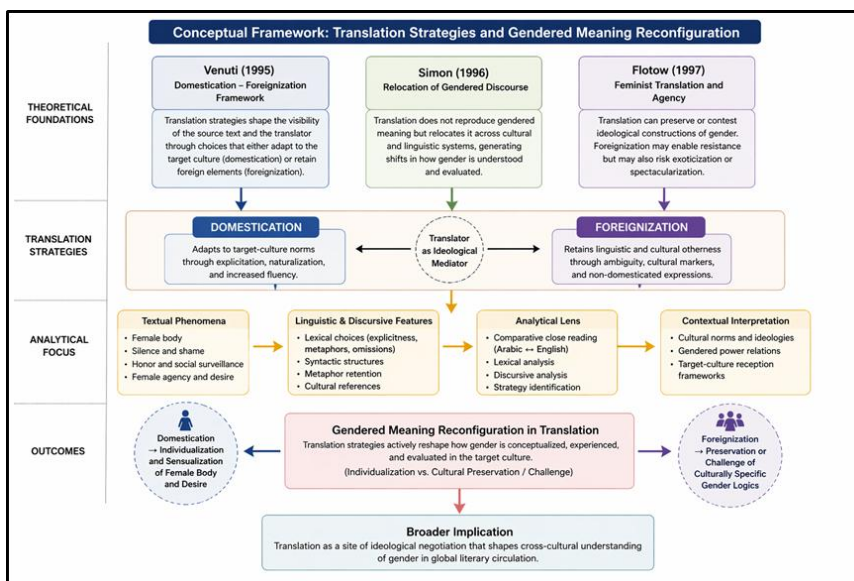 Conceptual Framework: Translation Strategies and Gendered Meaning Reconfiguration
THEORETICAL
FOUNDATIONS
Venuti (1995)
Domestication – Foreignization
Framework
Translation strategies shape the visibility
of the source text and the translator
through choices that either adapt to the
target culture (domestication) or retain
foreign elements (foreignization).
Simon (1996)
Relocation of Gendered Discourse
Translation does not reproduce gendered
meaning but relocates it across cultural
and linguistic systems, generating
shifts in how gender is understood
and evaluated.
Flotow (1997)
Feminist Translation and
Agency
Translation can preserve or contest
ideological constructions of gender.
Foreignization may enable resistance
but may also risk exoticization or
spectacularization.
TRANSLATION
STRATEGIES
DOMESTICATION
Adapts to target-culture norms
through explicitation, naturalization,
and increased fluency.
Translator
as Ideological
Mediator
FOREIGNIZATION
Retains linguistic and cultural otherness
through ambiguity, cultural markers,
and non-domesticated expressions.
ANALYTICAL
FOCUS
Textual Phenomena
• Female body
• Silence and shame
• Honor and social surveillance
• Female agency and desire
Linguistic & Discursive Features
• Lexical choices (explicitness,
metaphors, omissions)
• Syntactic structures
• Metaphor retention
• Cultural references
Analytical Lens
• Comparative close reading
(Arabic ↔ English)
• Lexical analysis
• Discursive analysis
• Strategy identification
Contextual Interpretation
• Cultural norms and ideologies
• Gendered power relations
• Target-culture reception
frameworks
OUTCOMES
Domestication
→ Individualization
and Sensualization
of Female Body
and Desire
Gendered Meaning Reconfiguration in Translation
Translation strategies actively reshape how gender is conceptualized, experienced,
and evaluated in the target culture.
(Individualization vs. Cultural Preservation / Challenge)
Foreignization
→ Preservation or
Challenge of
Culturally Specific
Gender Logics
Broader Implication
Translation as a site of ideological negotiation that shapes cross-cultural understanding
of gender in global literary circulation.